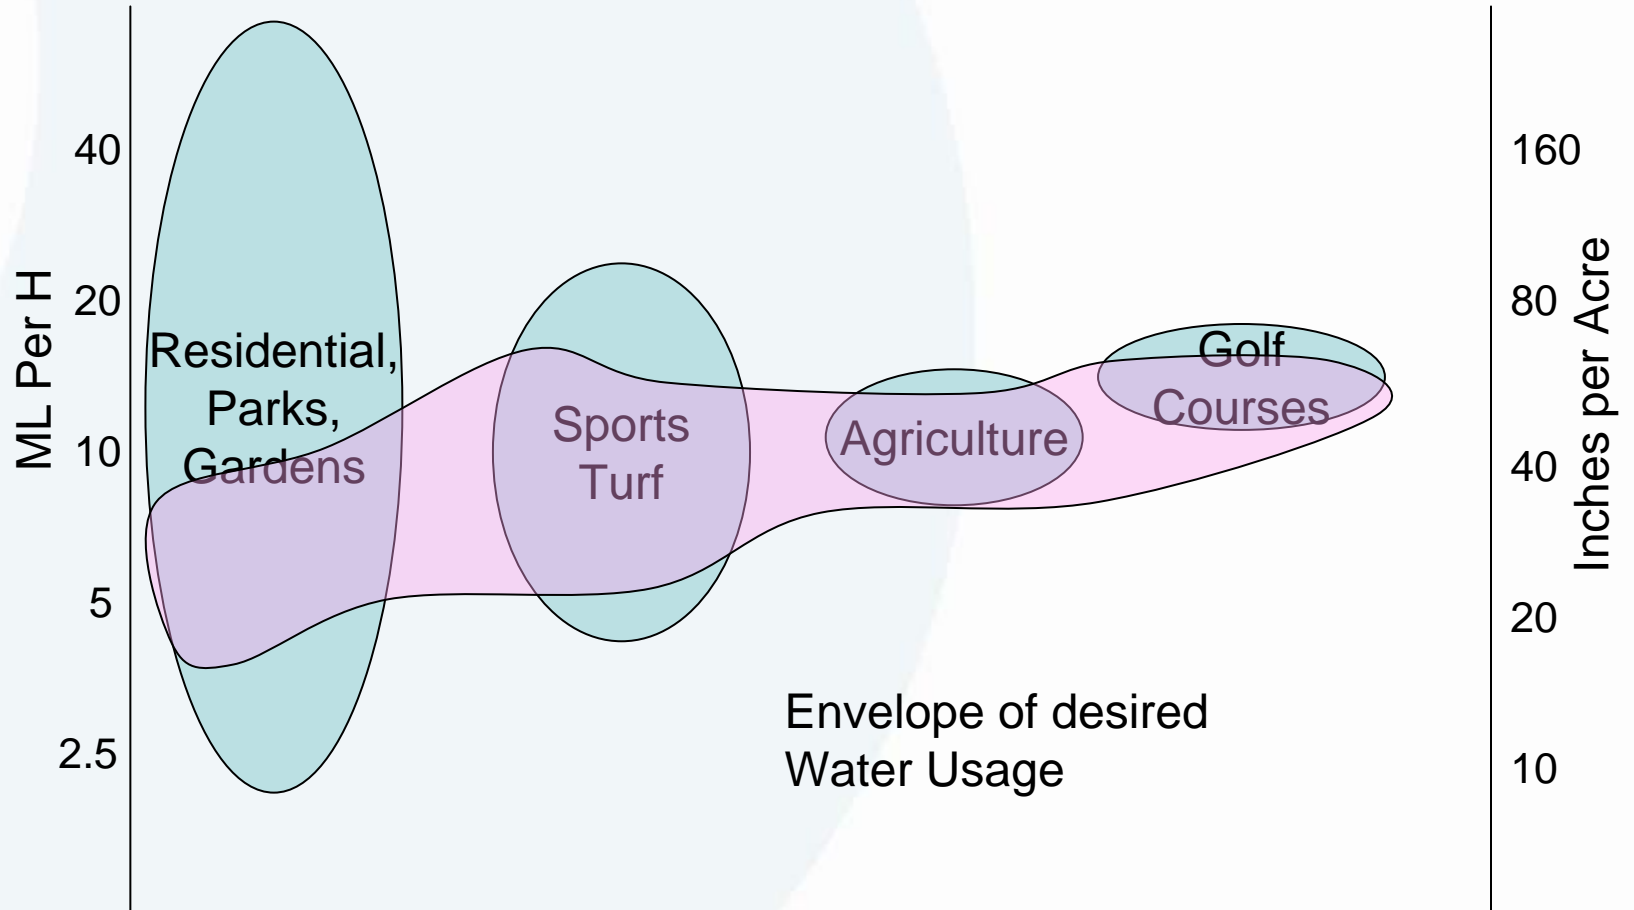 ML Per H
40
20
10
5
2.5
Residential,
Parks,
Gardens
Sports
Turf
Agriculture
Golf
Courses
Envelope of desired
Water Usage
160
80
40
20
10
Inches per Acre